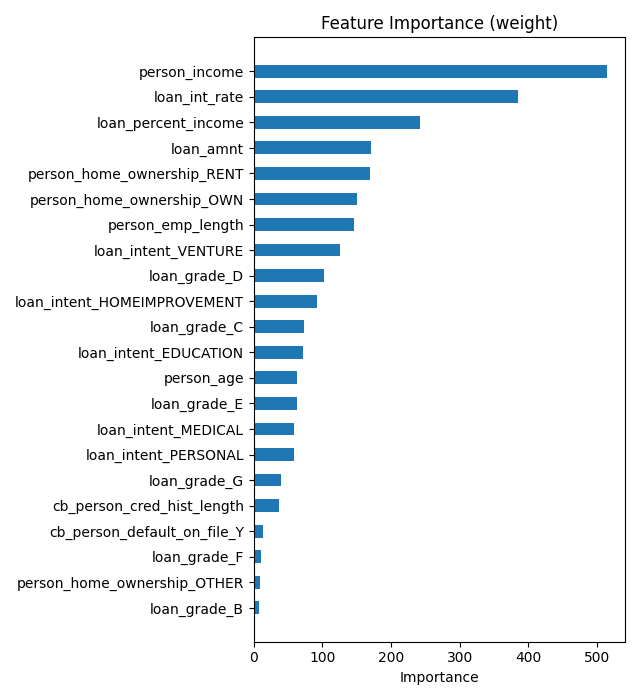 Feature Importance (weight)
person_income
loan_int_rate
loan_percent_income
loan_amnt
person_home_ownership_RENT
person_home_ownership_OWN
person_emp_length
loan_intent_VENTURE
loan_grade_D
loan_intent_HOMEIMPROVEMENT
loan_grade_C
loan_intent_EDUCATION
person_age
loan_grade_E
loan_intent_MEDICAL
loan_intent_PERSONAL
loan_grade_G
cb_person_cred_hist_length
cb_person_default_on_file_Y
loan_grade_F
person_home_ownership_OTHER
loan_grade_B
0 100 200 300 400 500
Importance